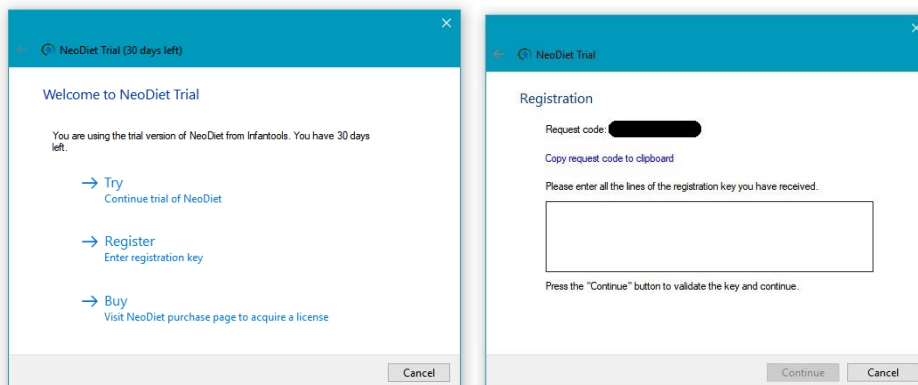 NeoDiet Trial (30 days left)
Welcome to NeoDiet Trial
You are using the trial version of NeoDiet from Infantools. You have 30 days
left.
Try
Continue trial of NeoDiet
Register
Enter registration key
Buy
Visit NeoDiet purchase page to acquire a license
Cancel
NeoDiet Trial
Registration
Request code:
Copy request code to clipboard
Please enter all the lines of the registration key you have received.
Press the "Continue" button to validate the key and continue.
Continue
Cancel